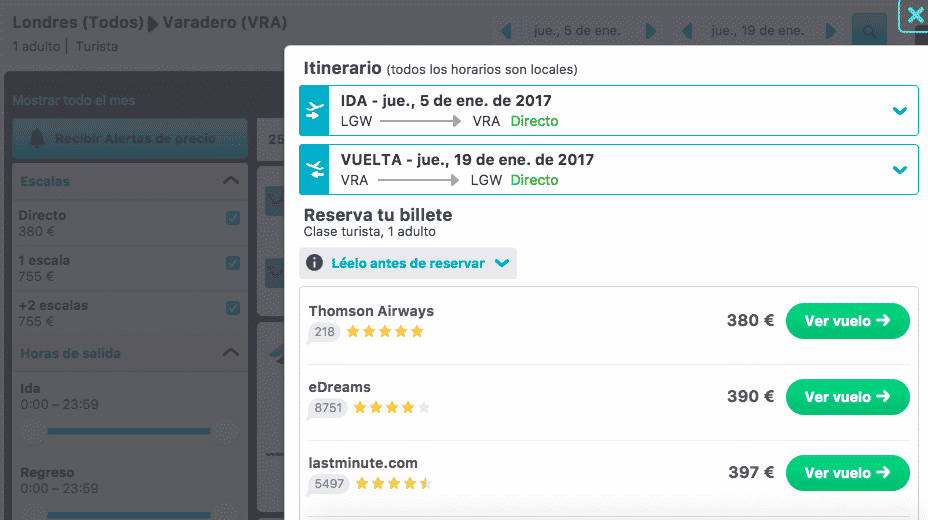 Londres (Todos) Varadero (VRA)
1 adulto | Turista
jue., 5 de ene.
jue., 19 de ene.
Mostrar todo el mes
Recibir Alertas de precio
Escalas
Directo
380 €
1 escala
755 €
+2 escalas
755 €
Horas de salida
Ida
0:00 – 23:59
Regreso
0:00 – 23:59
Itinerario (todos los horarios son locales)
IDA - jue., 5 de ene. de 2017
LGW VRA Directo
VUELTA - jue., 19 de ene. de 2017
VRA LGW Directo
Reserva tu billete
Clase turista, 1 adulto
Léelo antes de reservar
Thomson Airways
218
380 € Ver vuelo
eDreams
8751
390 € Ver vuelo
lastminute.com
5497
397 € Ver vuelo